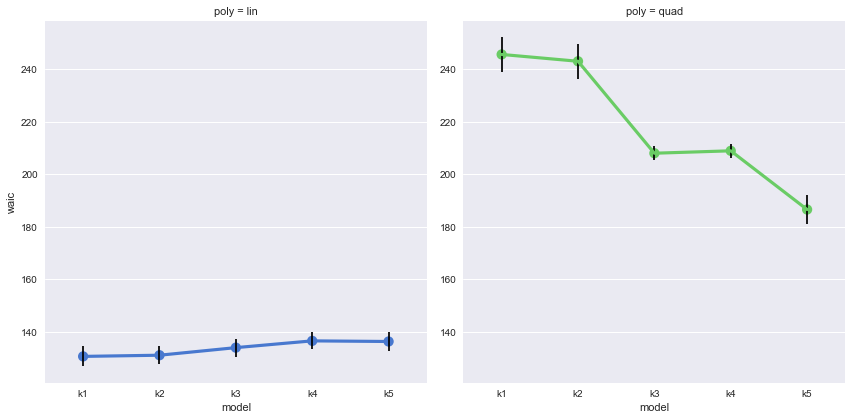 poly = lin
240
220
200
180
160
140
waic
k1 k2 k3 k4 k5
model
poly = quad
240
220
200
180
160
140
k1 k2 k3 k4 k5
model